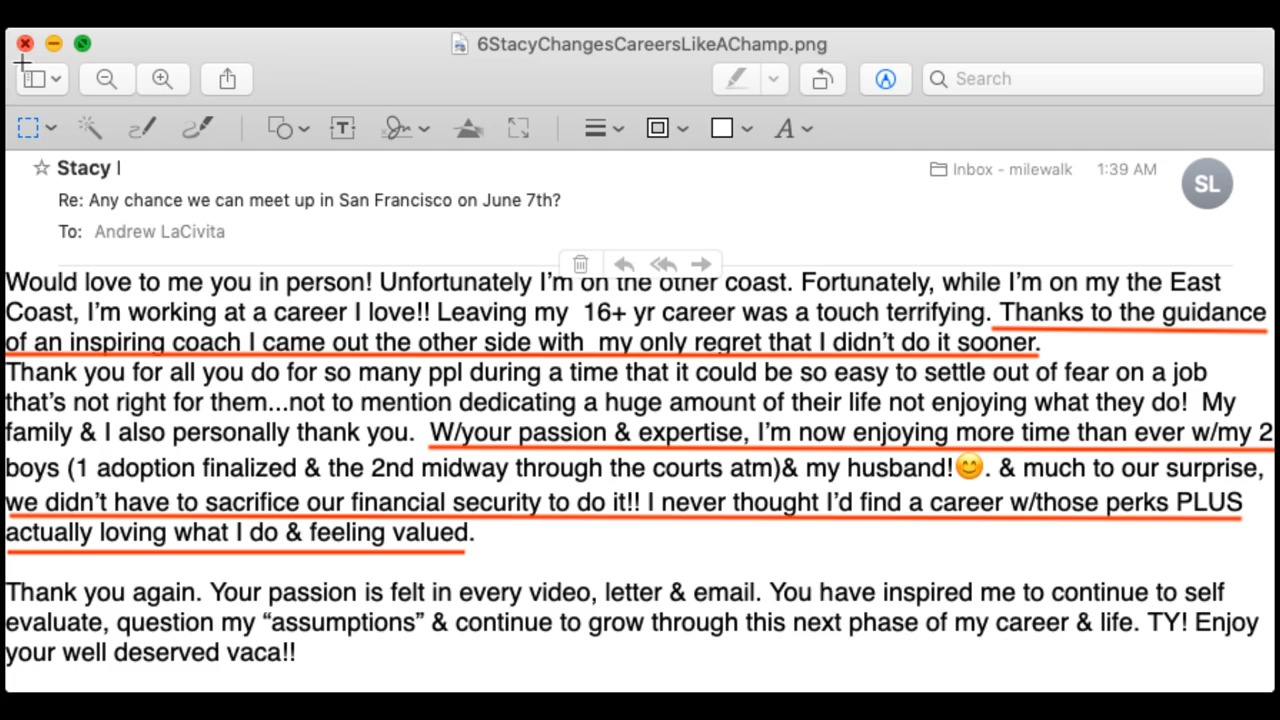 6StacyChangesCareersLikeAChamp.png
Search
Stacy l
Inbox - milewalk 1:39 AM
SL
Re: Any chance we can meet up in San Francisco on June 7th?
To: Andrew LaCivita
Would love to me you in person! Unfortunately I'm on the other coast. Fortunately, while I'm on my the East
Coast, I'm working at a career I love!! Leaving my 16+ yr career was a touch terrifying. Thanks to the guidance
of an inspiring coach I came out the other side with my only regret that I didn't do it sooner.
Thank you for all you do for so many ppl during a time that it could be so easy to settle out of fear on a job
that's not right for them...not to mention dedicating a huge amount of their life not enjoying what they do! My
family & I also personally thank you. W/your passion & expertise, I'm now enjoying more time than ever w/my 2
boys (1 adoption finalized & the 2nd midway through the courts atm)& my husband!😊. & much to our surprise,
we didn't have to sacrifice our financial security to do it!! I never thought I'd find a career w/those perks PLUS
actually loving what I do & feeling valued.
Thank you again. Your passion is felt in every video, letter & email. You have inspired me to continue to self
evaluate, question my “assumptions” & continue to grow through this next phase of my career & life. TY! Enjoy
your well deserved vaca!!